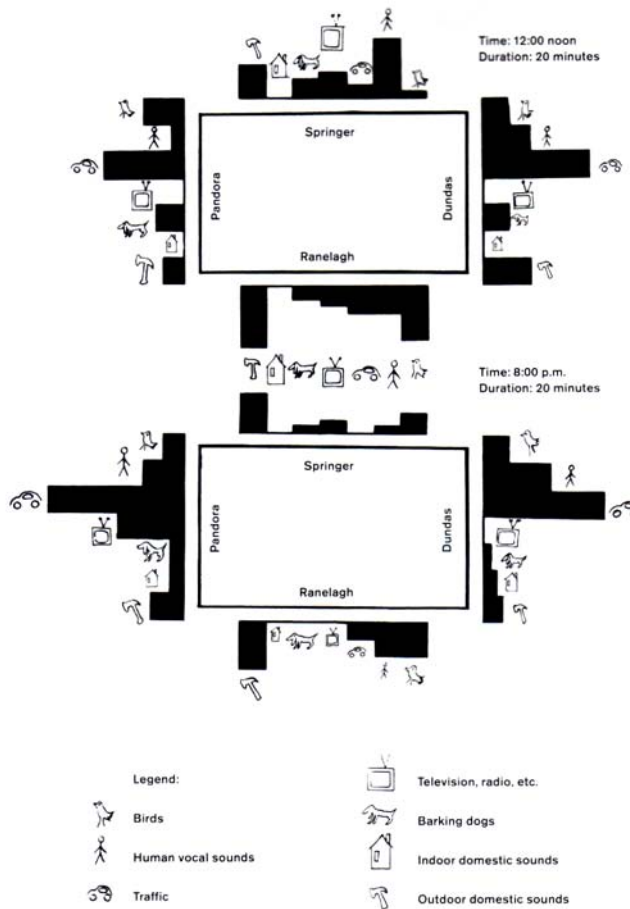 Time: 12:00 noon
Duration: 20 minutes
Springer
Pandora
Dundas
Ranelagh
Time: 8:00 p.m.
Duration: 20 minutes
Springer
Pandora
Dundas
Ranelagh
Legend:
Television, radio, etc.
Birds
Barking dogs
Human vocal sounds
Indoor domestic sounds
Traffic
Outdoor domestic sounds